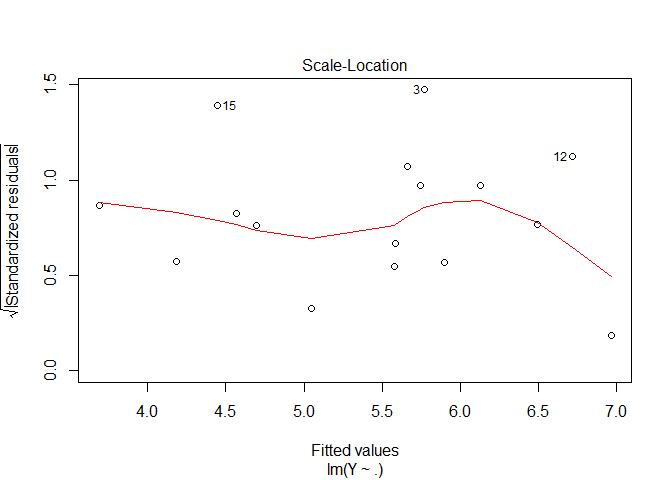 Scale-Location
√|Standardized residuals|
1.5
1.0
0.5
0.0
3
15
12
4.0 4.5 5.0 5.5 6.0 6.5 7.0
Fitted values
lm(Y ~ .)